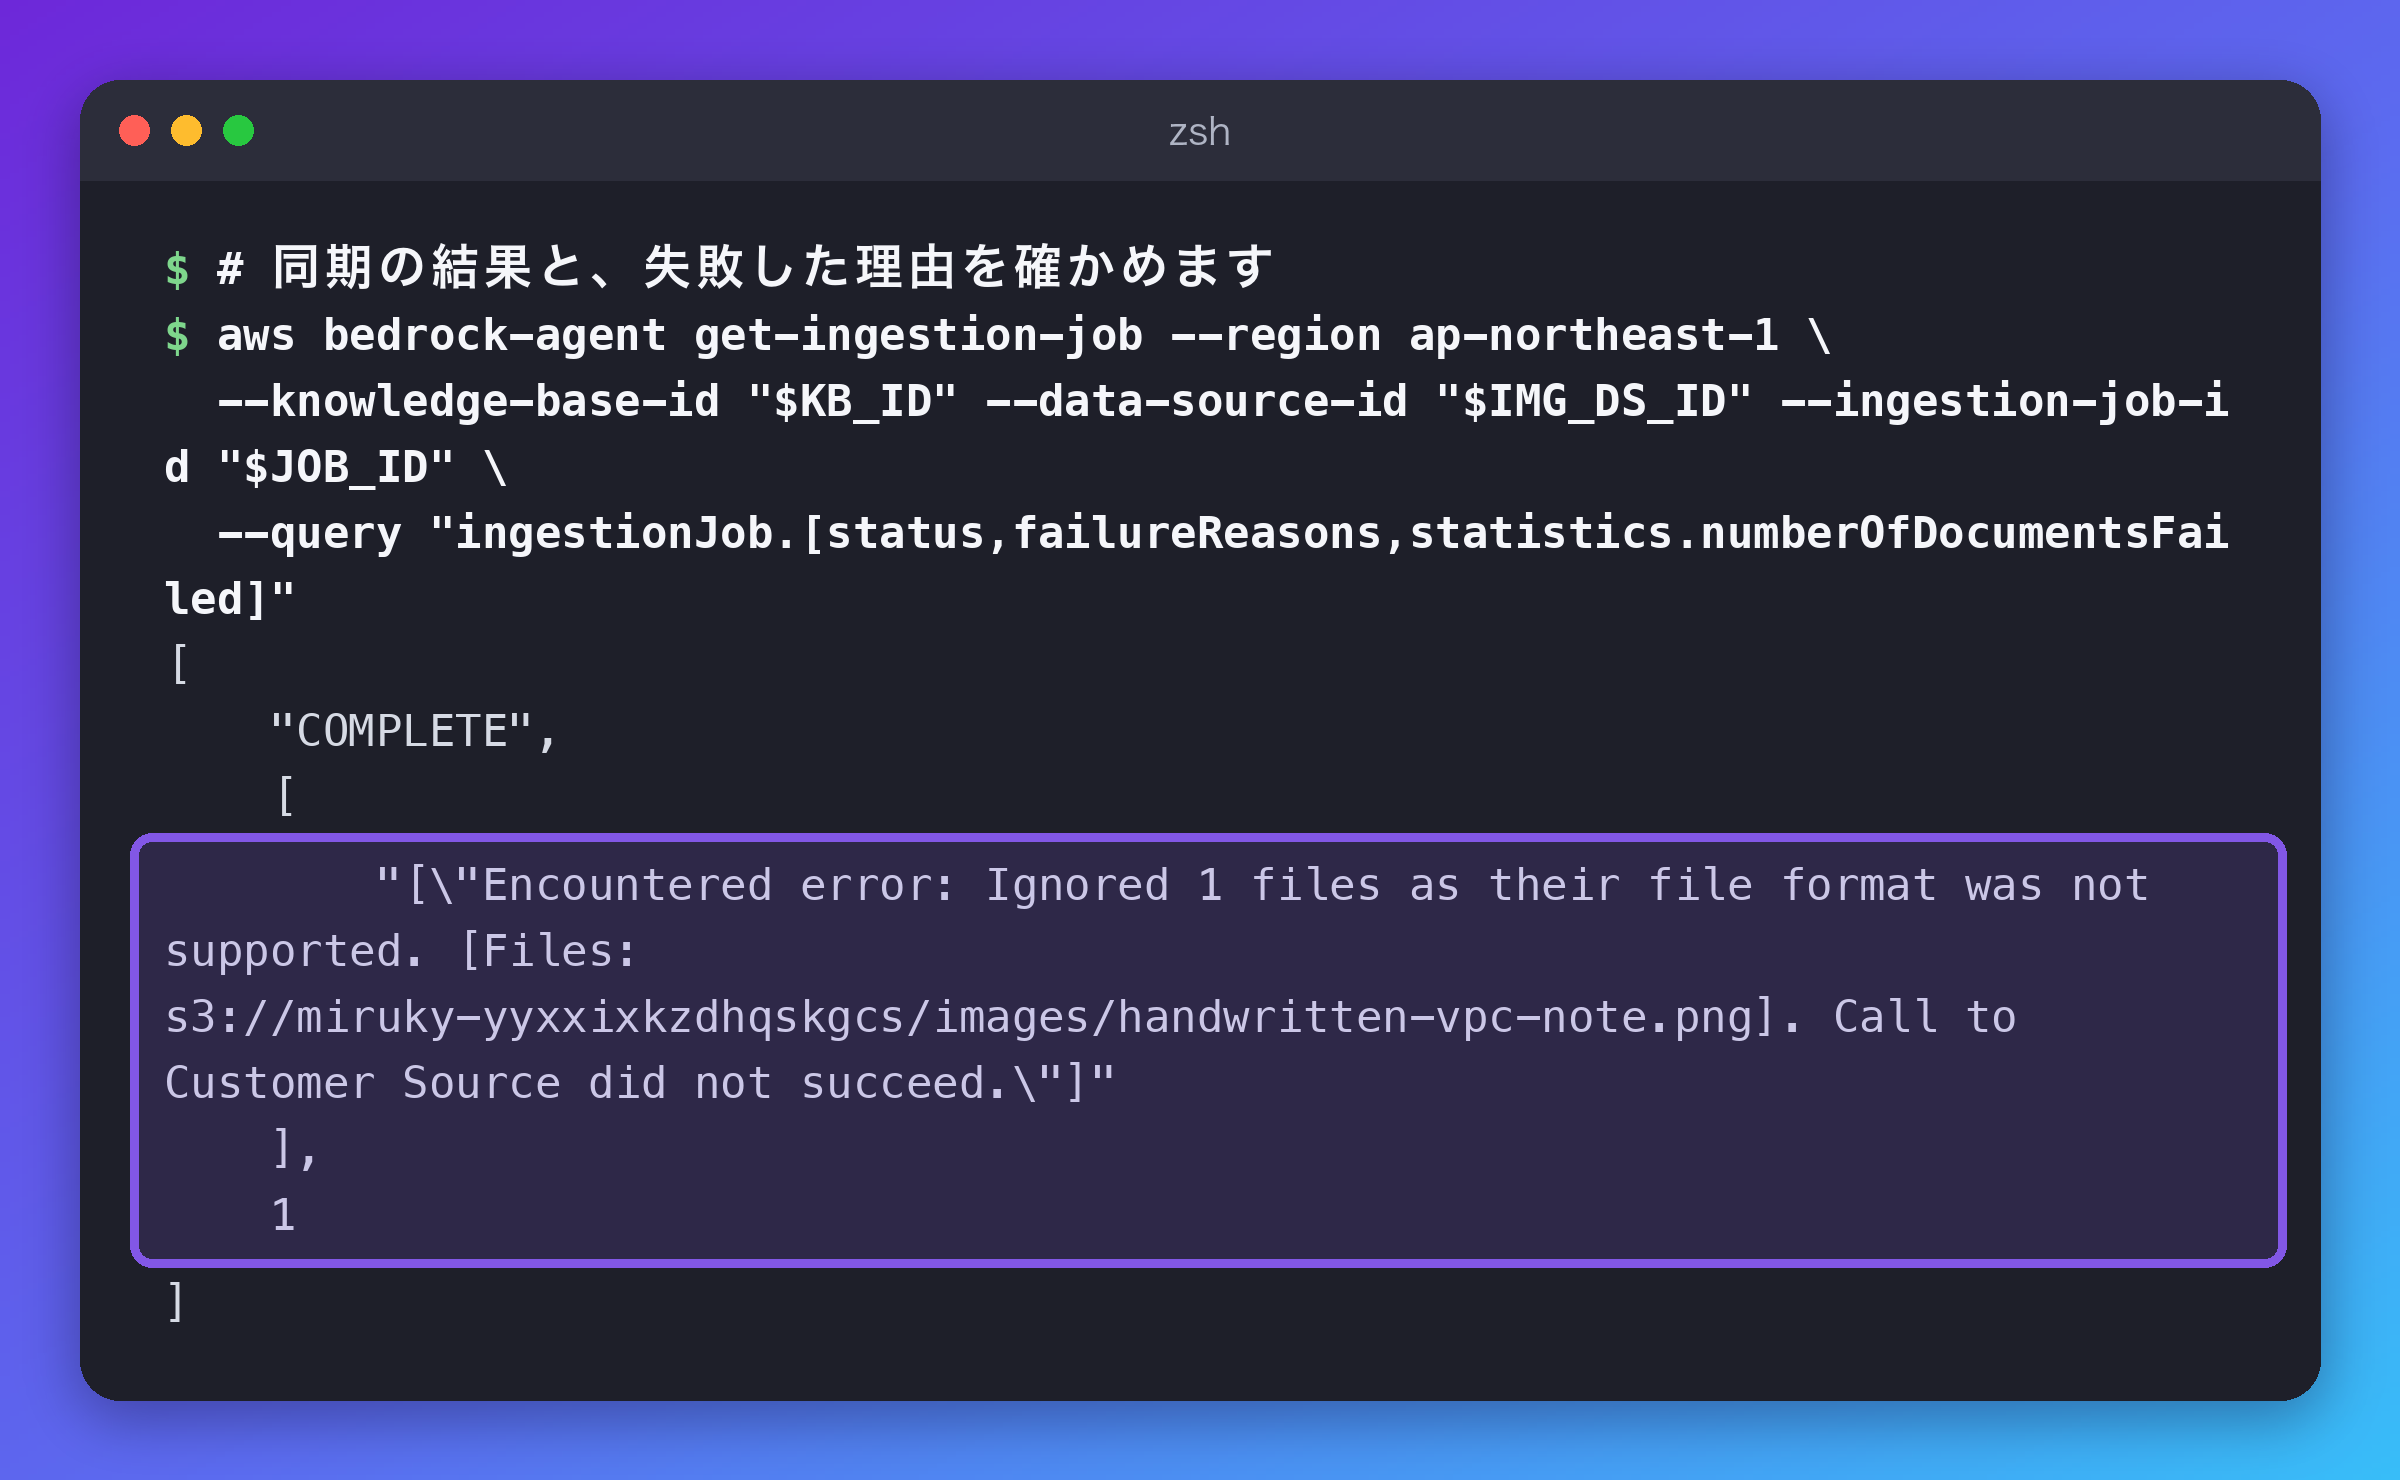 zsh
$ # 同期の結果と、失敗した理由を確かめます
$ aws bedrock-agent get-ingestion-job --region ap-northeast-1 \
  --knowledge-base-id "$KB_ID" --data-source-id "$IMG_DS_ID" --ingestion-job-i
d "$JOB_ID" \
  --query "ingestionJob.[status,failureReasons,statistics.numberOfDocumentsFai
led]"
[
    "COMPLETE",
    [
        "[\"Encountered error: Ignored 1 files as their file format was not
supported. [Files:
s3://miruky-yyxxixkzdhqskgcs/images/handwritten-vpc-note.png]. Call to
Customer Source did not succeed.\"]"
    ],
    1
]